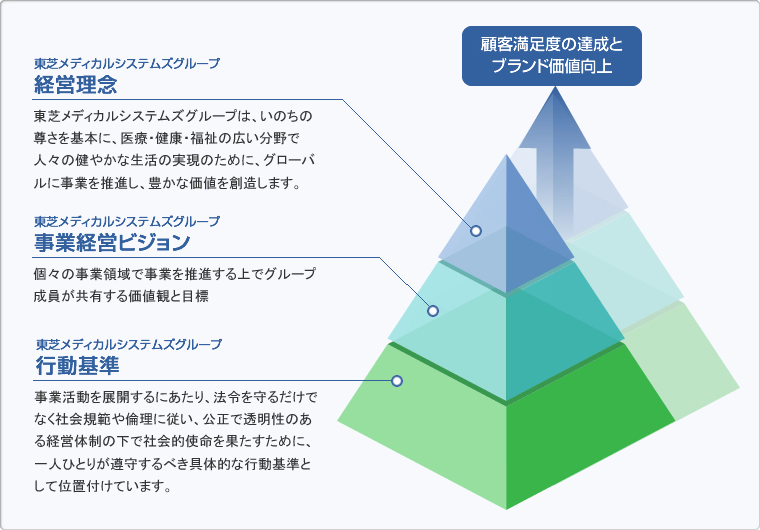 顧客満足度の達成と
ブランド価値向上
東芝メディカルシステムズグループ
経営理念
東芝メディカルシステムズグループは、いのちの
尊さを基本に、医療・健康・福祉の広い分野で
人々の健やかな生活の実現のために、グローバ
ルに事業を推進し、豊かな価値を創造します。
東芝メディカルシステムズグループ
事業経営ビジョン
個々の事業領域で事業を推進する上でグループ
成員が共有する価値観と目標
東芝メディカルシステムズグループ
行動基準
事業活動を展開するにあたり、法令を守るだけで
なく社会規範や倫理に従い、公正で透明性のあ
る経営体制の下で社会的使命を果たすために、
一人ひとりが遵守するべき具体的な行動基準と
して位置付けています。